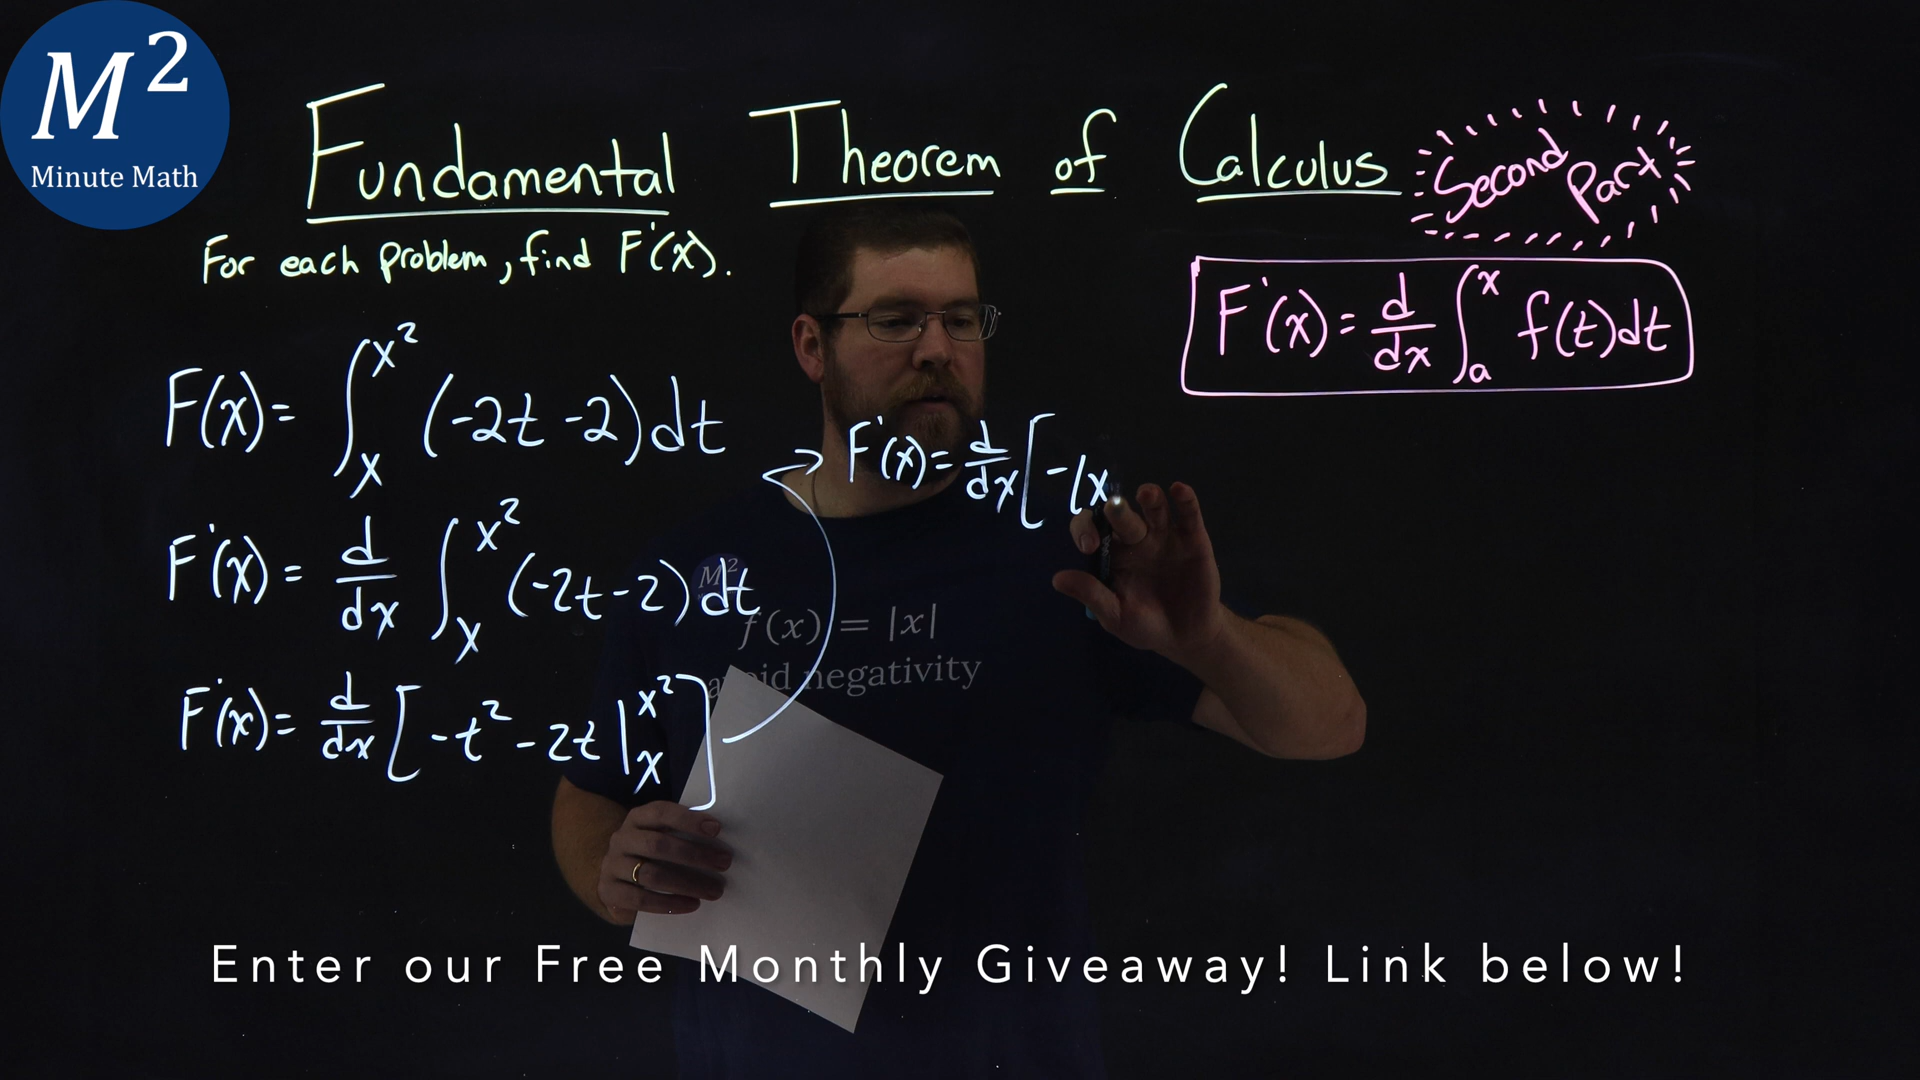 M²
Minute Math
Fundamental Theorem of Calculus
Second Part
For each problem, find F'(x).
F'(x) = d/dx ∫ₐˣ f(t)dt
F(x) = ∫ₓ^(x²) (-2t-2)dt
F'(x) = d/dx [-(x
F'(x) = d/dx ∫ₓ^(x²) (-2t-2)dt
M²
f(x) = |x|
negativity
F'(x) = d/dx [-t²-2t |ₓ^(x²)]
Enter our Free Monthly Giveaway! Link below!